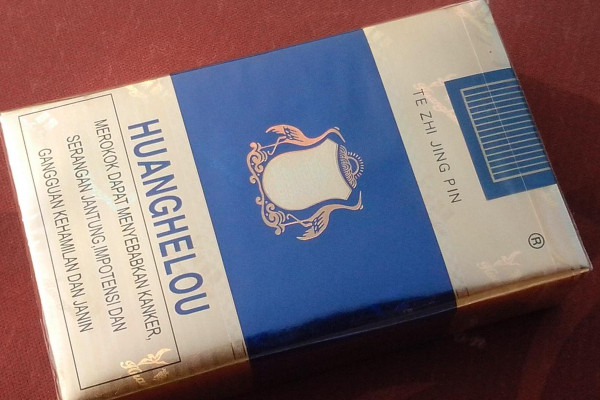 TE ZHI JING PIN
®
HUANGHELOU
MEROKOK DAPAT MENYEBABKAN KANKER,
SERANGAN JANTUNG,IMPOTENSI DAN
GANGGUAN KEHAMILAN DAN JANIN